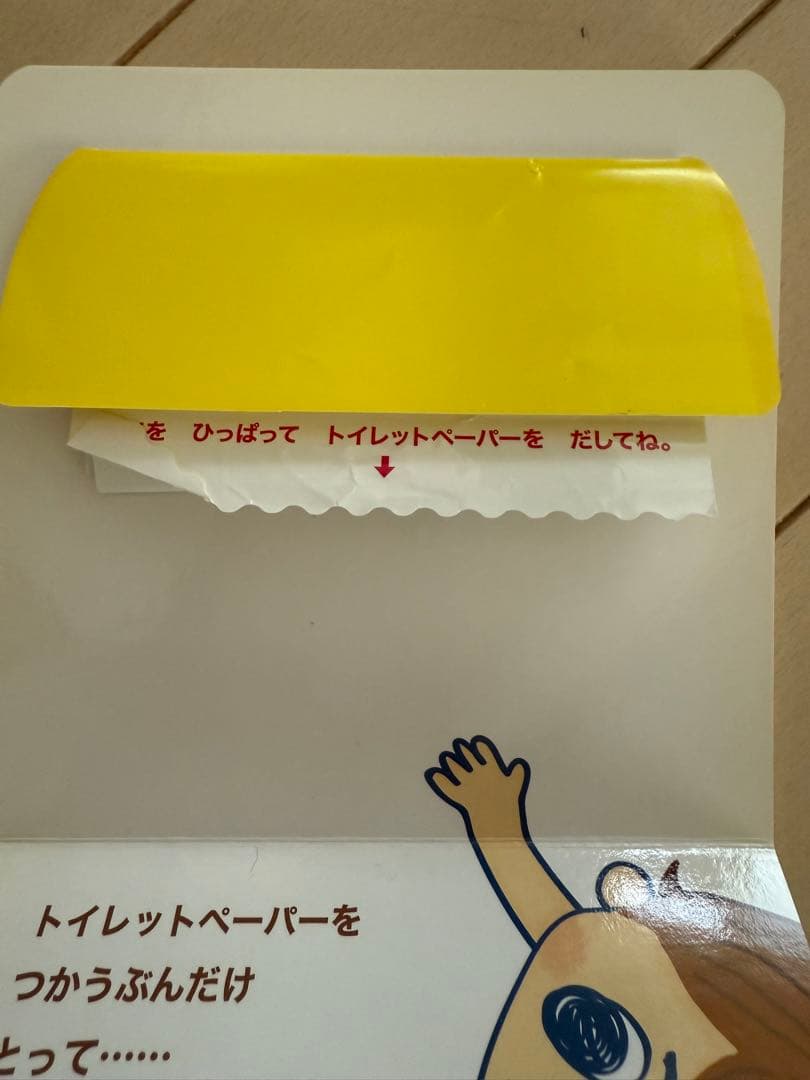 を　ひっぱって　トイレットペーパーを　だしてね。
トイレットペーパーを
つかうぶんだけ
とって……